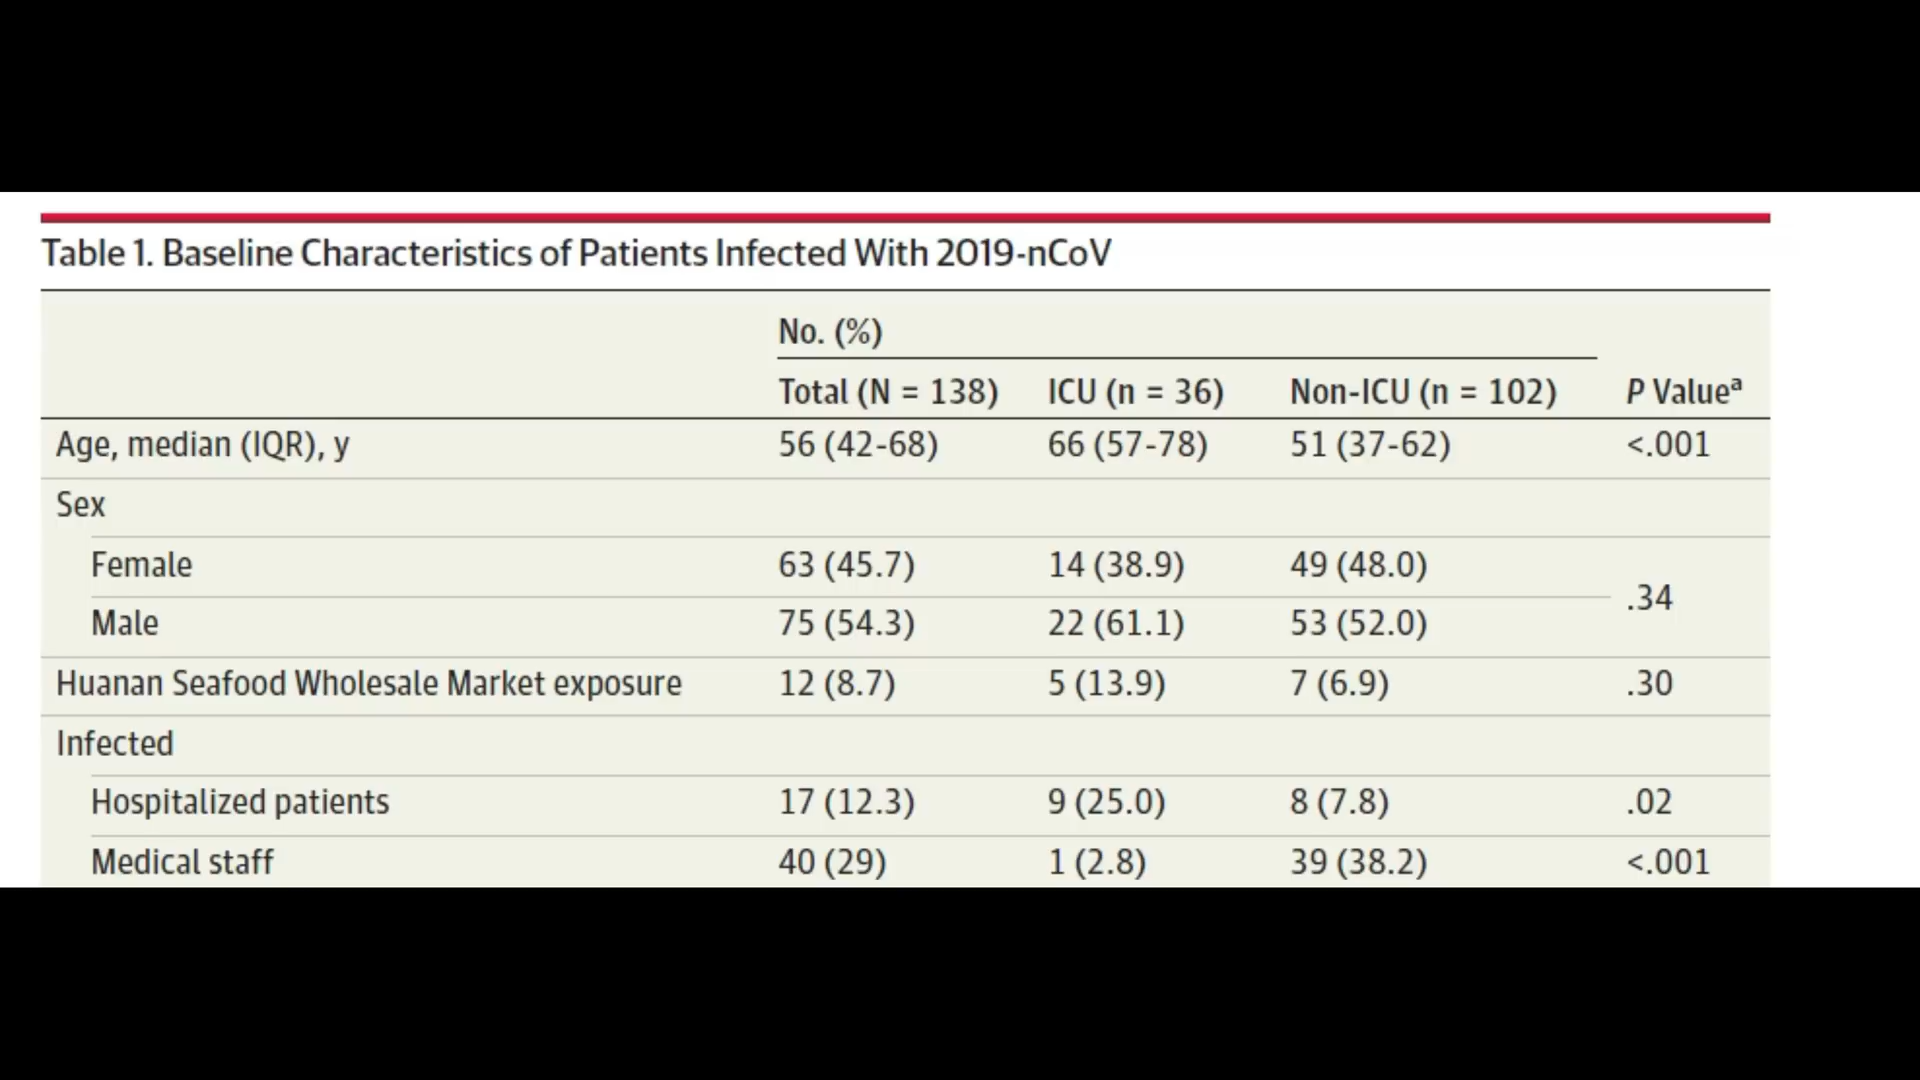 Table 1. Baseline Characteristics of Patients Infected With 2019-nCoV
No. (%)
Total (N = 138) ICU (n = 36) Non-ICU (n = 102) P Valueᵃ
Age, median (IQR), y 56 (42-68) 66 (57-78) 51 (37-62) <.001
Sex
Female 63 (45.7) 14 (38.9) 49 (48.0)
.34
Male 75 (54.3) 22 (61.1) 53 (52.0)
Huanan Seafood Wholesale Market exposure 12 (8.7) 5 (13.9) 7 (6.9) .30
Infected
Hospitalized patients 17 (12.3) 9 (25.0) 8 (7.8) .02
Medical staff 40 (29) 1 (2.8) 39 (38.2) <.001